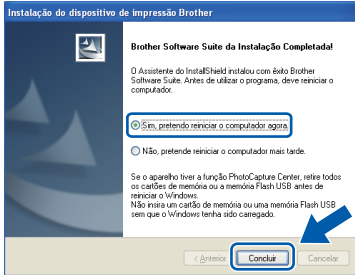 Instalação do dispositivo de impressão Brother
Brother Software Suite da Instalação Completada!
O Assistente do InstallShield instalou com êxito Brother
Software Suite. Antes de utilizar o programa, deve reiniciar o
computador.
Sim, pretendo reiniciar o computador agora.
Não, pretende reiniciar o computador mais tarde.
Se o aparelho tiver a função PhotoCapture Center, retire todos
os cartões de memória ou a memória Flash USB antes de
reiniciar o Windows.
Não insira um cartão de memória ou uma memória Flash USB
sem que o Windows tenha sido carregado.
< Anterior
Concluir
Cancelar